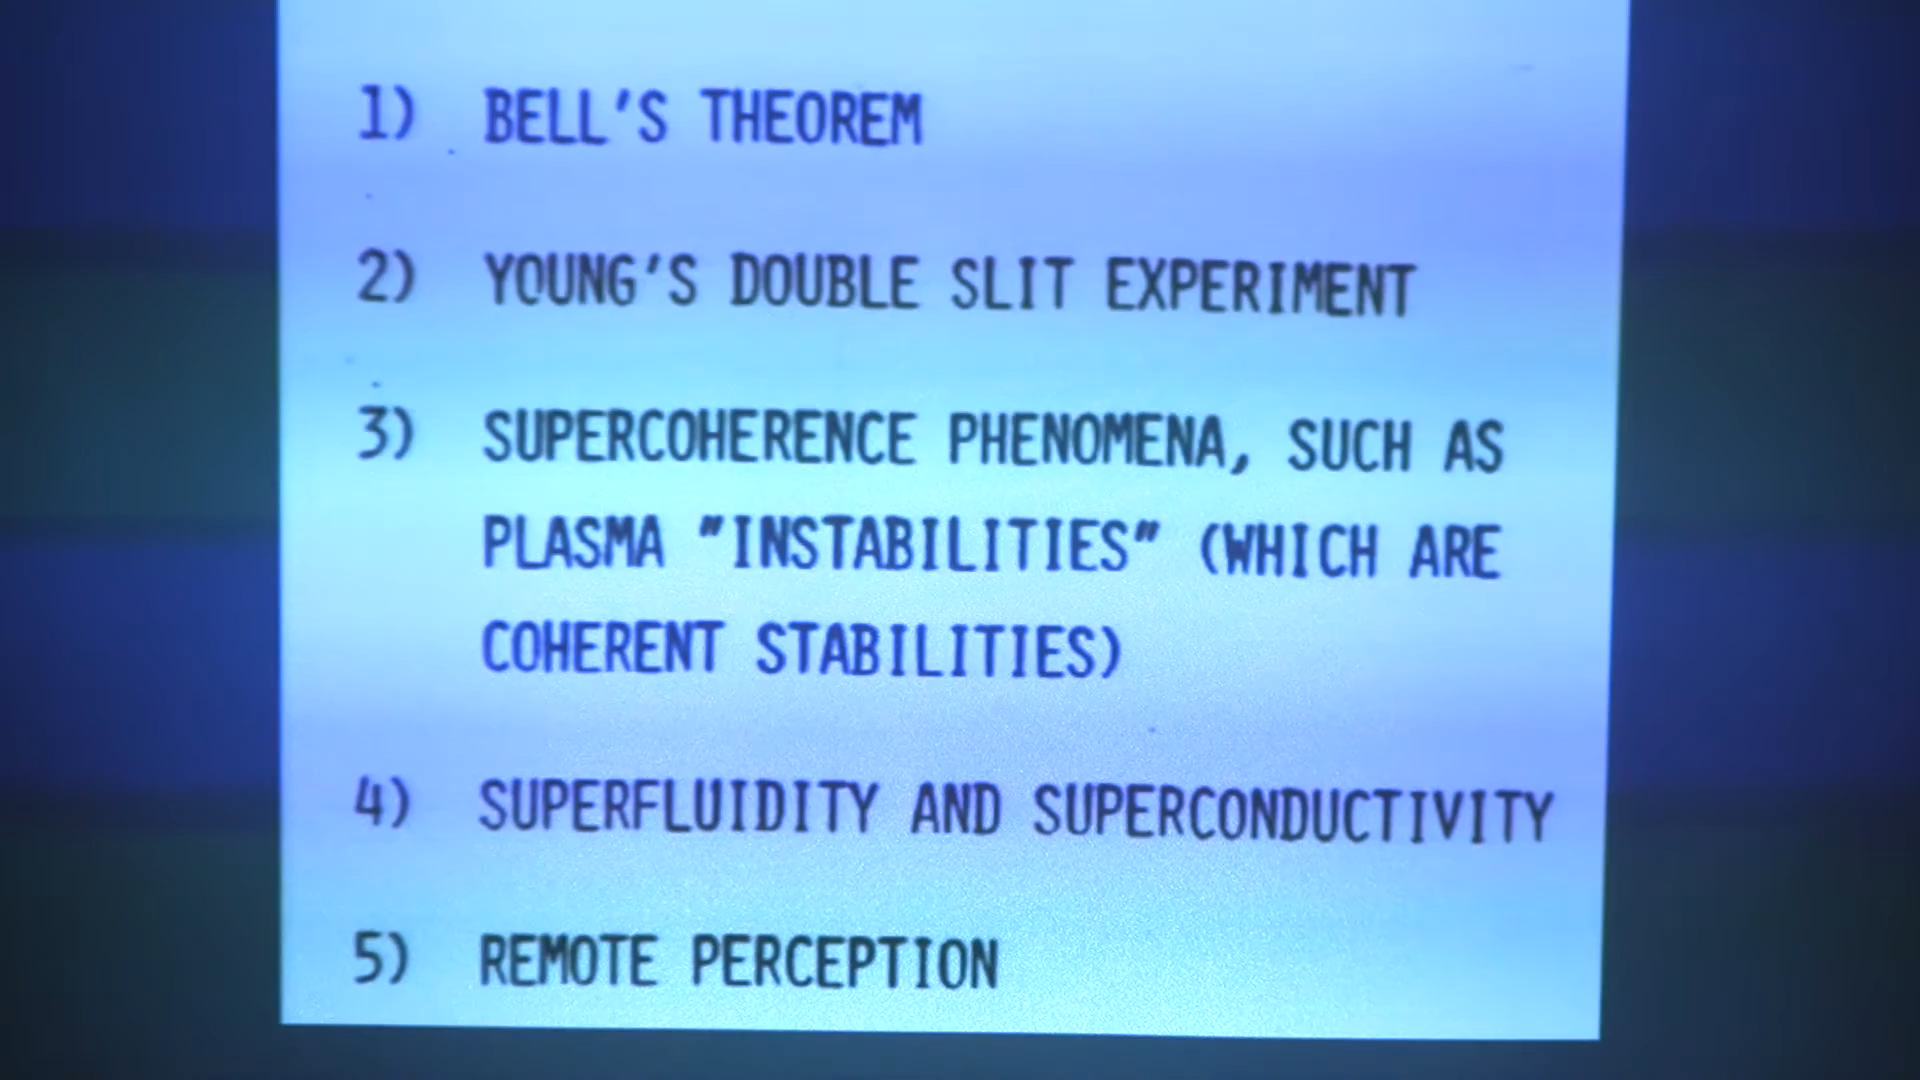 1) BELL'S THEOREM
2) YOUNG'S DOUBLE SLIT EXPERIMENT
3) SUPERCOHERENCE PHENOMENA, SUCH AS
PLASMA "INSTABILITIES" (WHICH ARE
COHERENT STABILITIES)
4) SUPERFLUIDITY AND SUPERCONDUCTIVITY
5) REMOTE PERCEPTION